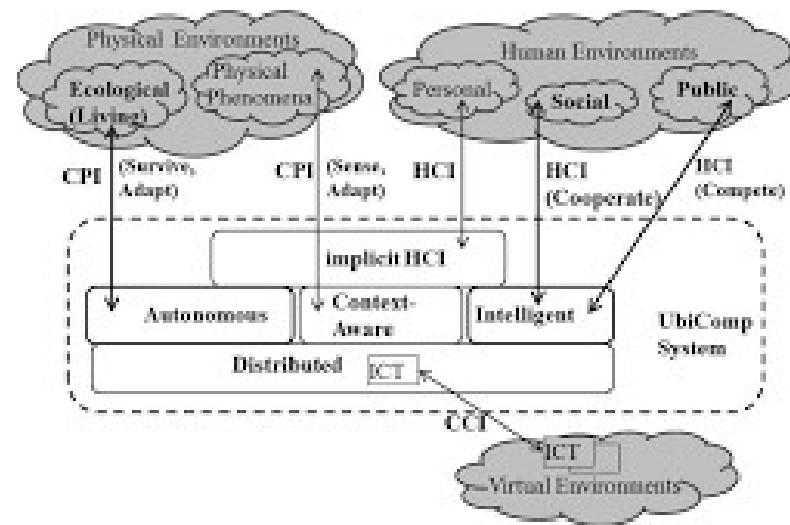 Physical Environments
Human Environments
Ecological
(Living)
Physical
Phenomena
Personal
Social
Public
CPI
(Survive,
Adapt)
CPI
(Sense,
Adapt)
HCI
HCI
(Cooperate)
HCI
(Compete)
implicit HCI
Autonomous
Context-
Aware
Intelligent
UbiComp
System
Distributed
ICT
CCI
ICT
Virtual Environments